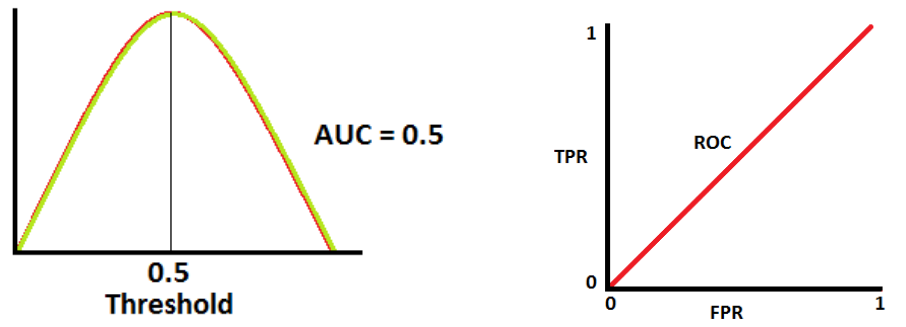 AUC = 0.5
0.5
Threshold
1
TPR
ROC
0
0
FPR
1